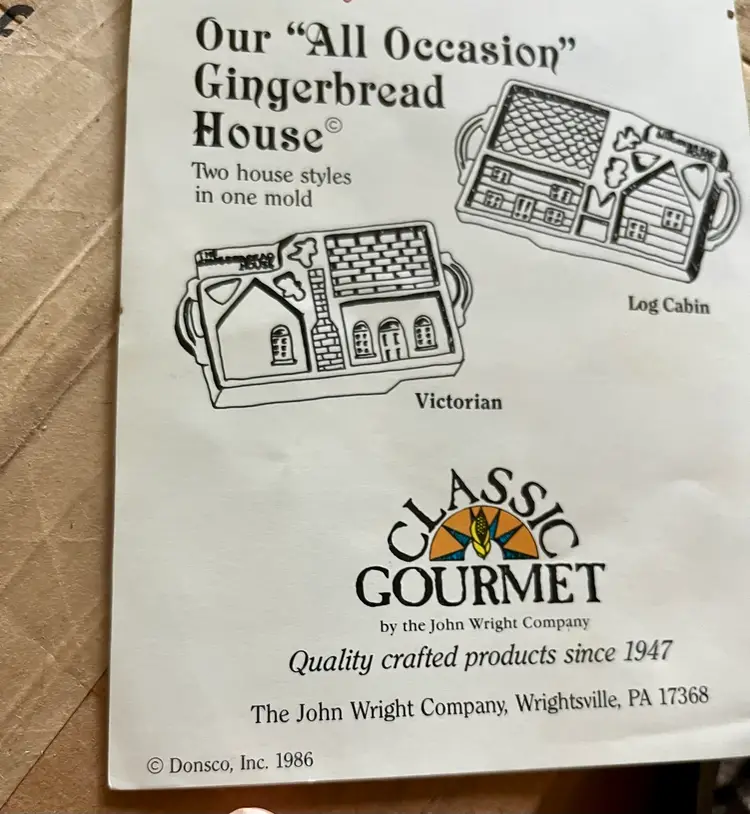 Our “All Occasion”
Gingerbread
House©
Two house styles
in one mold
Log Cabin
HOUSE
Victorian
CLASSIC
GOURMET
by the John Wright Company
Quality crafted products since 1947
The John Wright Company, Wrightsville, PA 17368
© Donsco, Inc. 1986